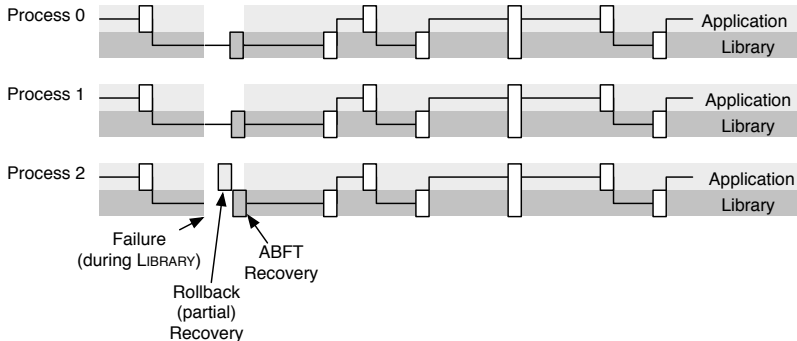 Process 0
Application
Library
Process 1
Application
Library
Process 2
Application
Library
Failure
(during LIBRARY)
ABFT
Recovery
Rollback
(partial)
Recovery